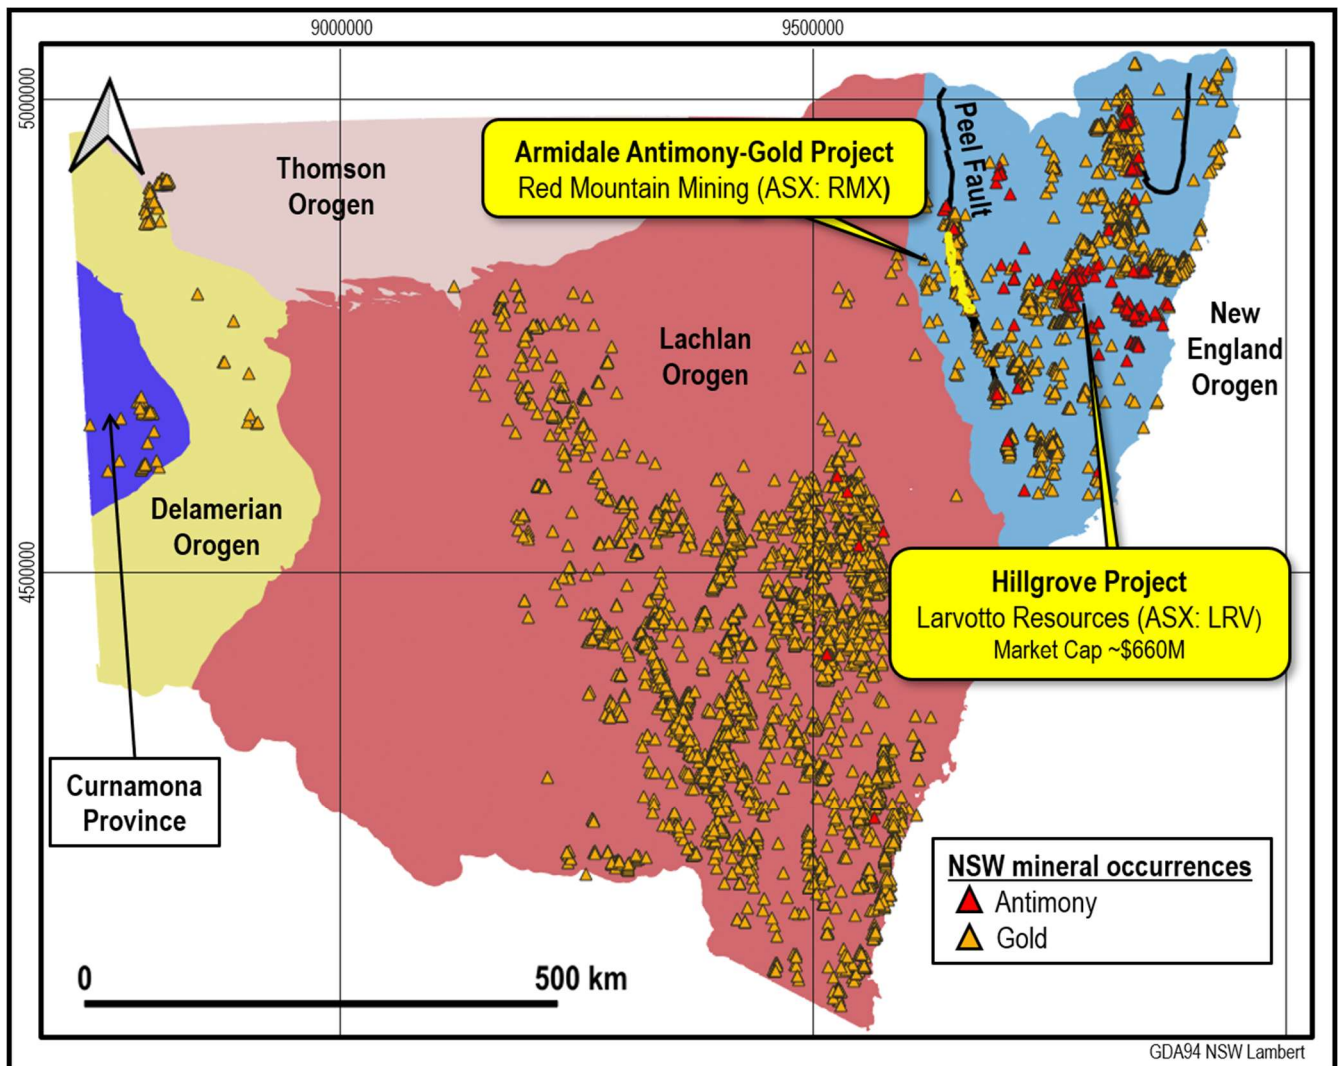 9000000
9500000
5000000
4500000
Thomson
Orogen
Armidale Antimony-Gold Project
Red Mountain Mining (ASX: RMX)
Peel Fault
Lachlan
Orogen
New
England
Orogen
Delamerian
Orogen
Hillgrove Project
Larvotto Resources (ASX: LRV)
Market Cap ~$660M
Curnamona
Province
NSW mineral occurrences
Antimony
Gold
0
500 km
GDA94 NSW Lambert